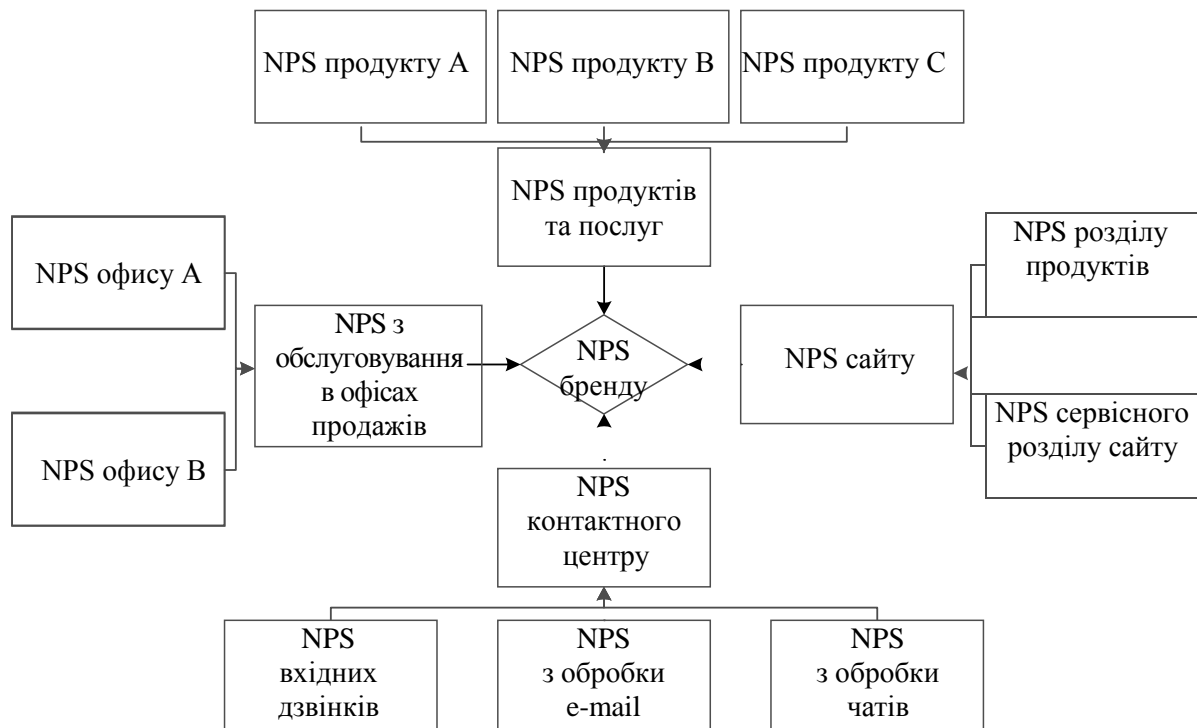 NPS продукту А
NPS продукту В
NPS продукту С
NPS продуктів
та послуг
NPS офису А
NPS офису В
NPS з
обслуговування
в офісах
продажів
NPS
бренду
NPS сайту
NPS розділу
продуктів
NPS сервісного
розділу сайту
NPS
контактного
центру
NPS
вхідних
дзвінків
NPS
з обробки
e-mail
NPS
з обробки
чатів